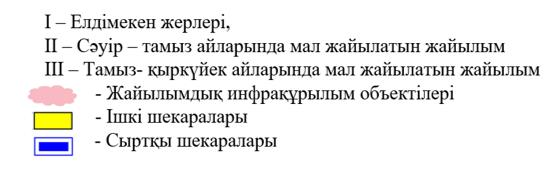 I – Елдімекен жерлері,
II – Сәуір – тамыз айларында мал жайылатын жайылым
III – Тамыз- қыркүйек айларында мал жайылатын жайылым
- Жайылымдық инфрақұрылым объектілері
- Ішкі шекаралары
- Сыртқы шекаралары